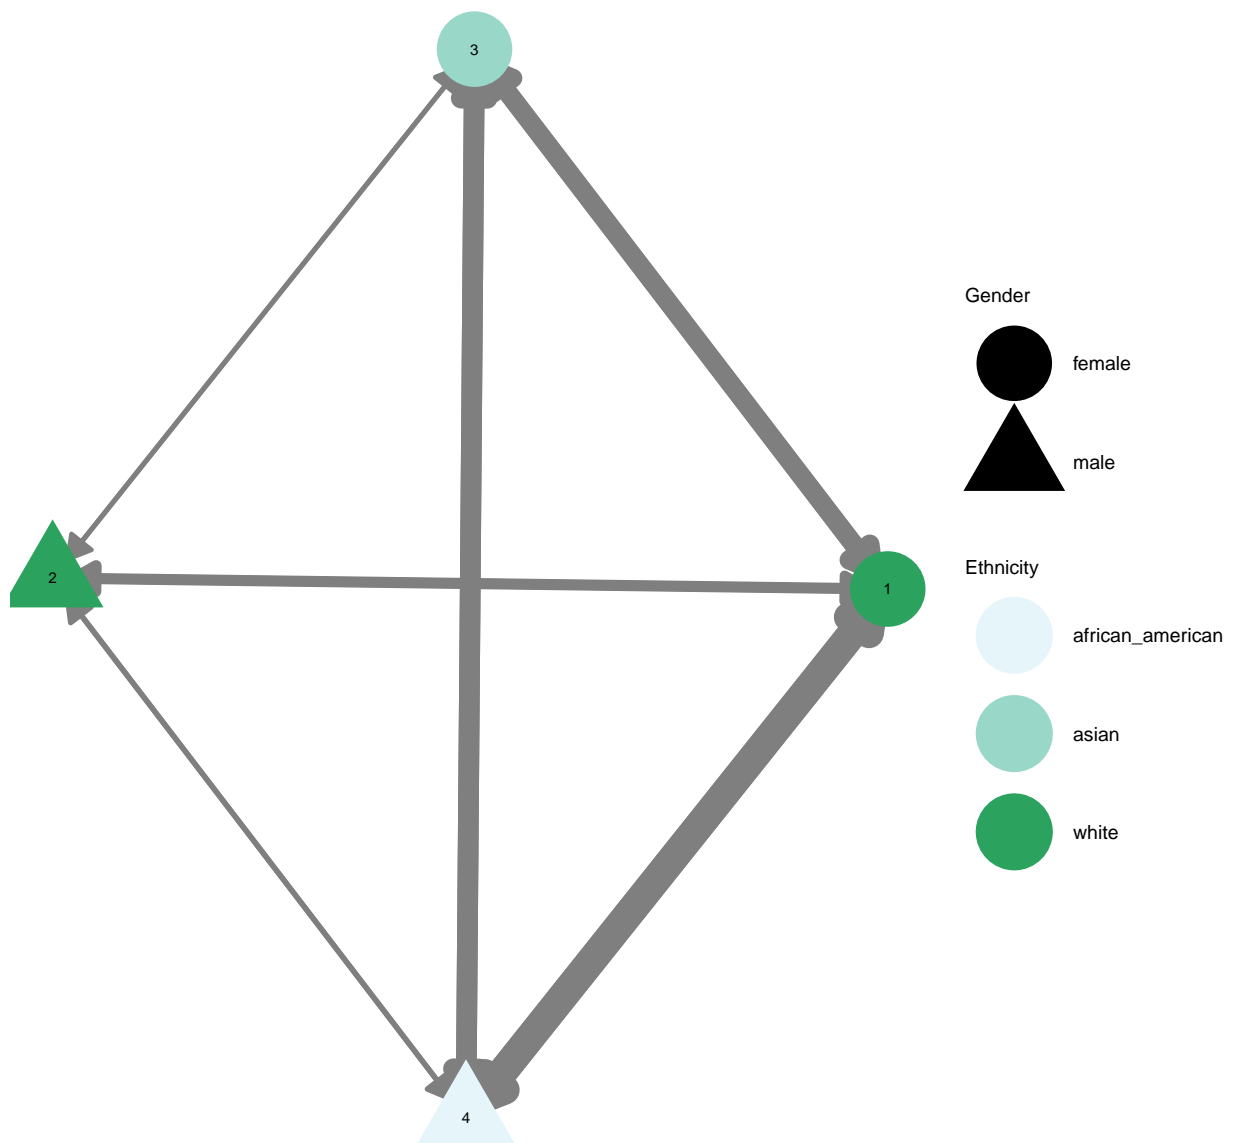 3
Gender
female
male
2
Ethnicity
1
african_american
asian
white
4